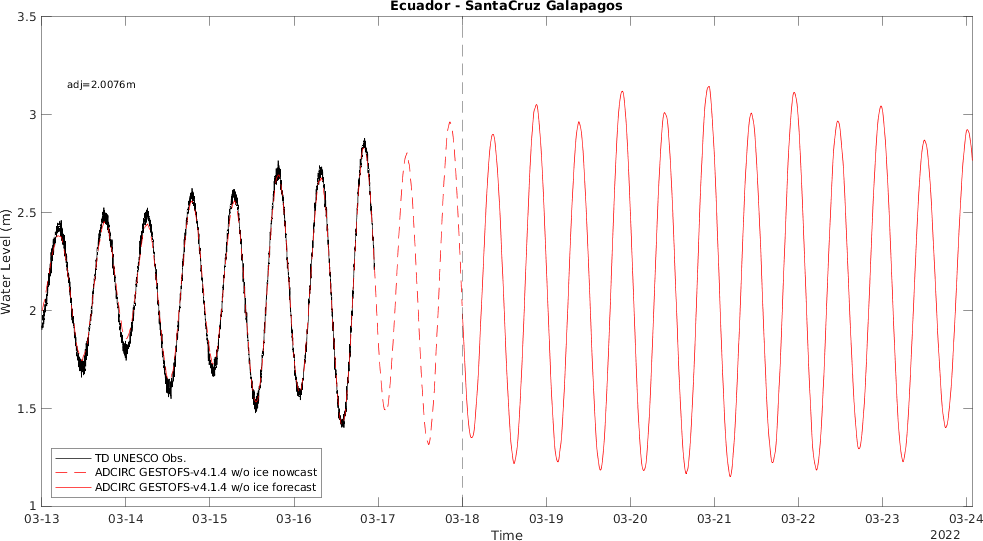 Ecuador - SantaCruz Galapagos
3.5
adj=2.0076m
3
2.5
Water Level (m)
2
1.5
TD UNESCO Obs.
ADCIRC GESTOFS-v4.1.4 w/o ice nowcast
ADCIRC GESTOFS-v4.1.4 w/o ice forecast
1
03-13 03-14 03-15 03-16 03-17 03-18 03-19 03-20 03-21 03-22 03-23 03-24
Time
2022